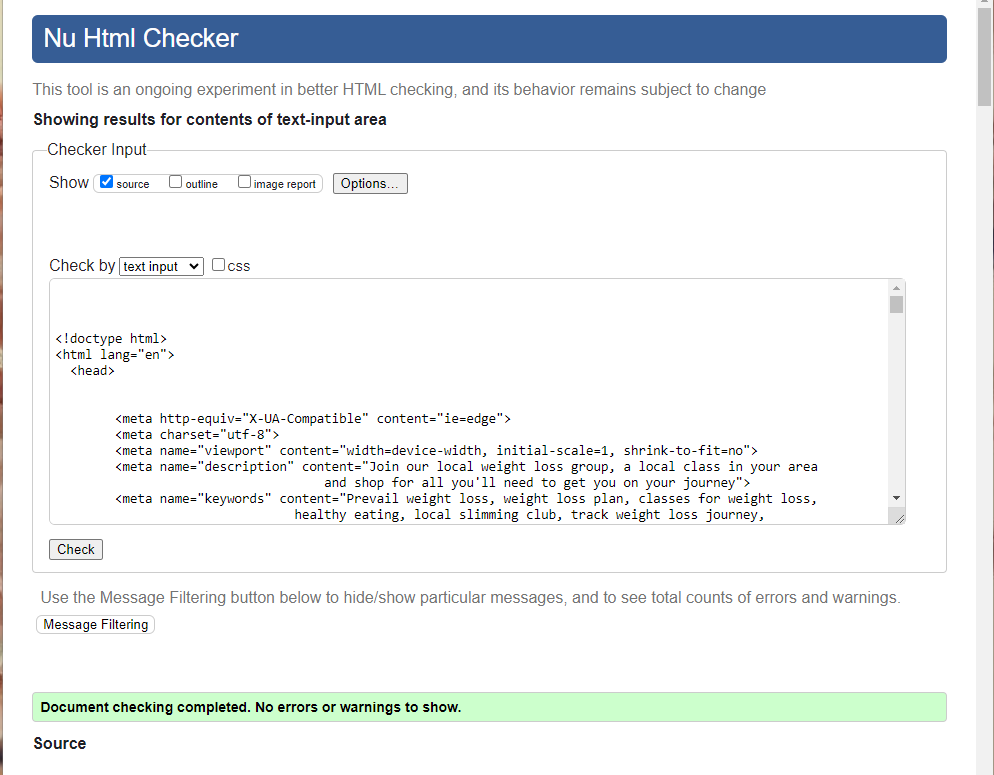 Nu Html Checker
This tool is an ongoing experiment in better HTML checking, and its behavior remains subject to change
Showing results for contents of text-input area
Checker Input
Show source outline image report Options...
Check by text input css
<!doctype html>
<html lang="en">
<head>
<meta http-equiv="X-UA-Compatible" content="ie=edge">
<meta charset="utf-8">
<meta name="viewport" content="width=device-width, initial-scale=1, shrink-to-fit=no">
<meta name="description" content="Join our local weight loss group, a local class in your area
and shop for all you'll need to get you on your journey">
<meta name="keywords" content="Prevail weight loss, weight loss plan, classes for weight loss,
healthy eating, local slimming club, track weight loss journey,
Check
Use the Message Filtering button below to hide/show particular messages, and to see total counts of errors and warnings.
Message Filtering
Document checking completed. No errors or warnings to show.
Source